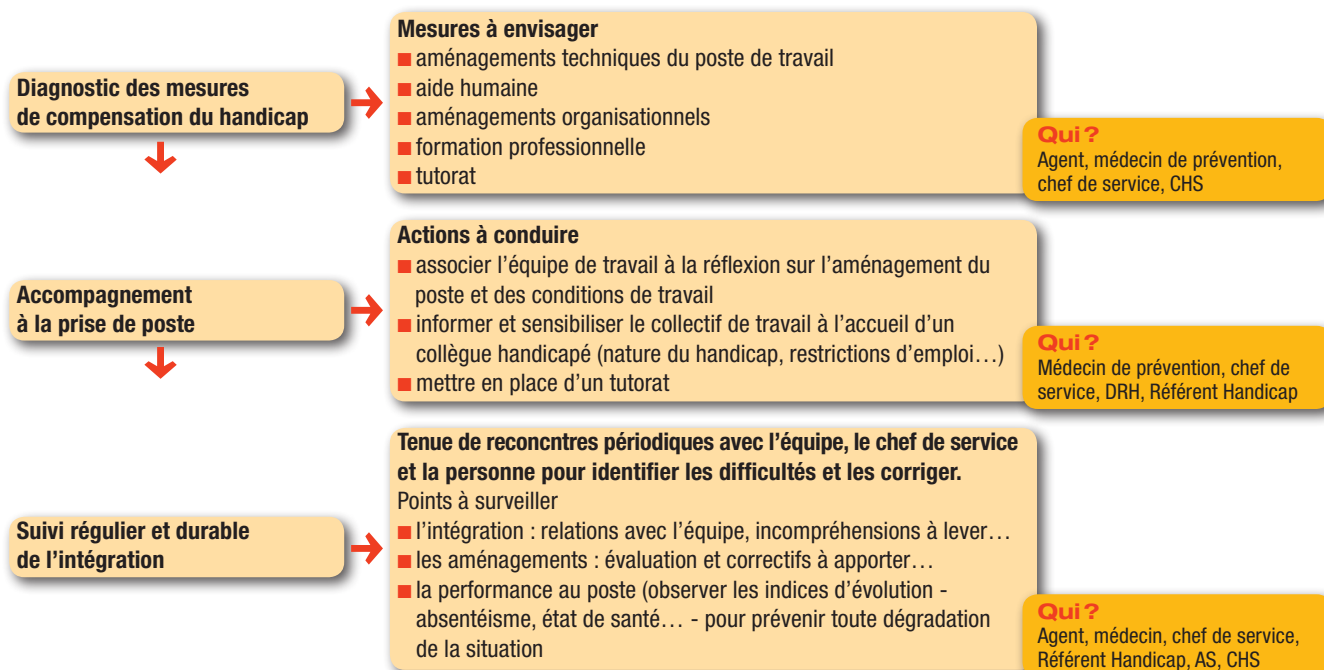 Diagnostic des mesures
de compensation du handicap
Mesures à envisager
■ aménagements techniques du poste de travail
■ aide humaine
■ aménagements organisationnels
■ formation professionnelle
■ tutorat
Qui?
Agent, médecin de prévention,
chef de service, CHS
Accompagnement
à la prise de poste
Actions à conduire
■ associer l’équipe de travail à la réflexion sur l’aménagement du
poste et des conditions de travail
■ informer et sensibiliser le collectif de travail à l’accueil d’un
collègue handicapé (nature du handicap, restrictions d’emploi…)
■ mettre en place d’un tutorat
Qui?
Médecin de prévention, chef de
service, DRH, Référent Handicap
Suivi régulier et durable
de l’intégration
Tenue de reconcntres périodiques avec l’équipe, le chef de service
et la personne pour identifier les difficultés et les corriger.
Points à surveiller
■ l’intégration : relations avec l’équipe, incompréhensions à lever…
■ les aménagements : évaluation et correctifs à apporter…
■ la performance au poste (observer les indices d’évolution -
absentéisme, état de santé… - pour prévenir toute dégradation
de la situation
Qui?
Agent, médecin, chef de service,
Référent Handicap, AS, CHS